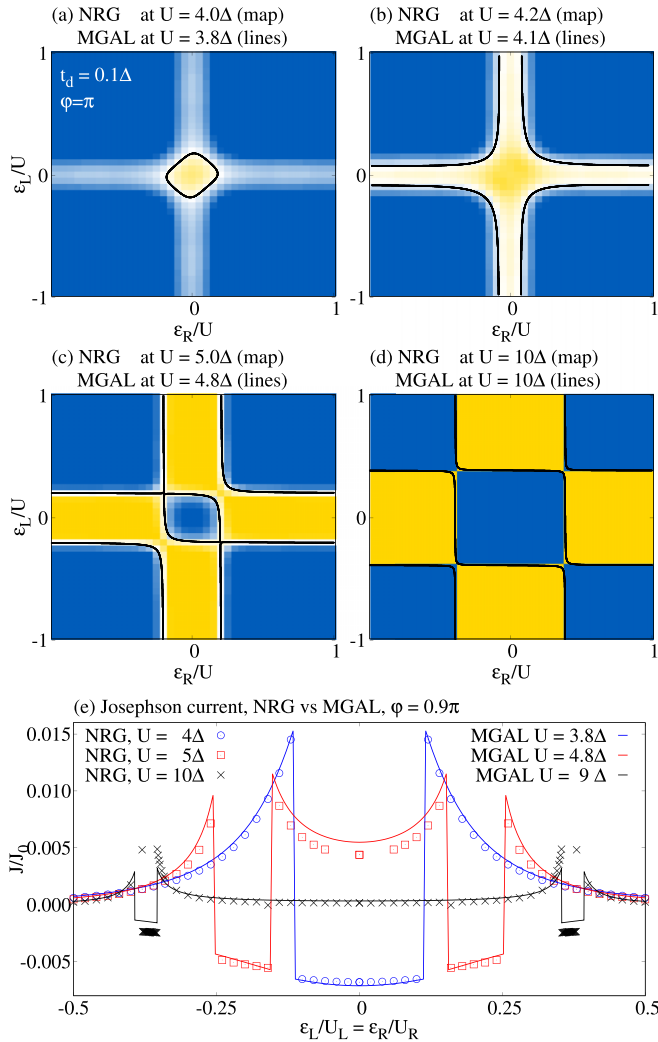 (a) NRG at U = 4.0Δ (map)
MGAL at U = 3.8Δ (lines)
t_d = 0.1Δ
φ=π
1
0
-1
ε_L/U
0
1
ε_R/U
(b) NRG at U = 4.2Δ (map)
MGAL at U = 4.1Δ (lines)
1
0
-1
ε_L/U
0
1
ε_R/U
(c) NRG at U = 5.0Δ (map)
MGAL at U = 4.8Δ (lines)
1
0
-1
ε_L/U
0
1
ε_R/U
(d) NRG at U = 10Δ (map)
MGAL at U = 10Δ (lines)
1
0
-1
ε_L/U
0
1
ε_R/U
(e) Josephson current, NRG vs MGAL, φ = 0.9π
NRG, U = 4Δ
NRG, U = 5Δ
NRG, U = 10Δ
MGAL U = 3.8Δ
MGAL U = 4.8Δ
MGAL U = 9 Δ
0.015
0.010
0.005
0.000
-0.005
J/J_0
-0.5
-0.25
0
0.25
0.5
ε_L/U_L = ε_R/U_R